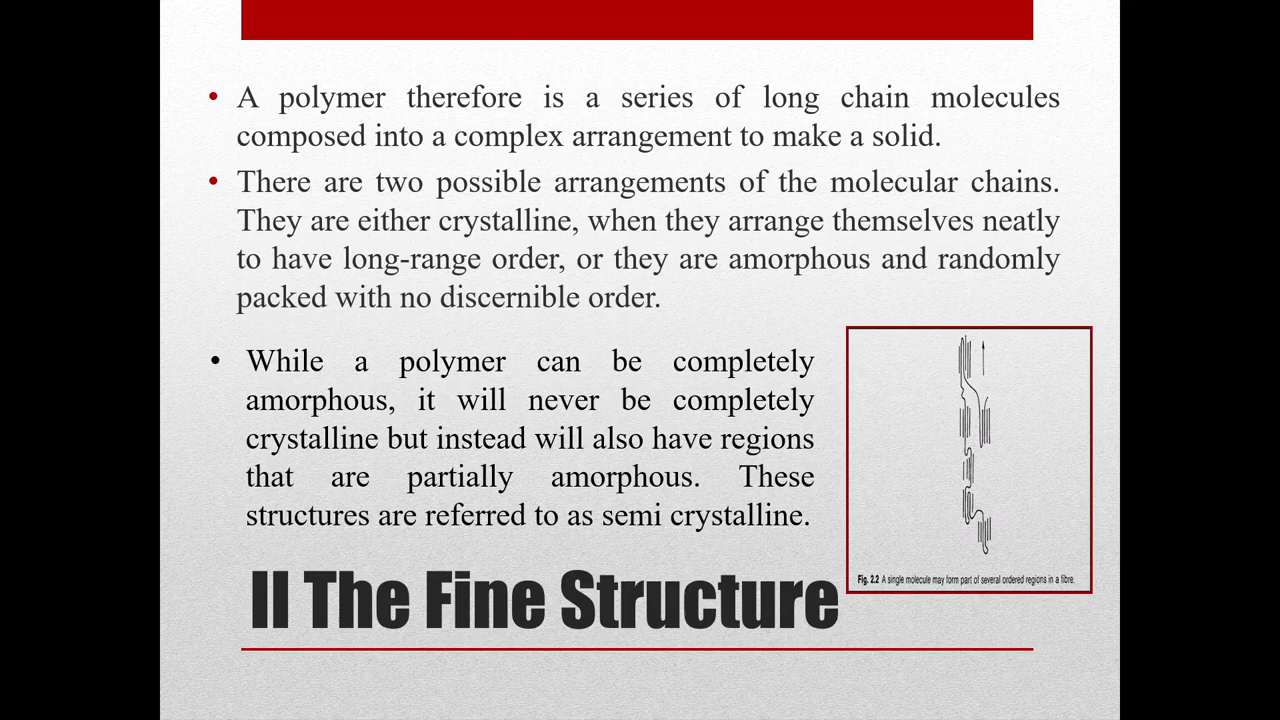 • A polymer therefore is a series of long chain molecules
composed into a complex arrangement to make a solid.
• There are two possible arrangements of the molecular chains.
They are either crystalline, when they arrange themselves neatly
to have long-range order, or they are amorphous and randomly
packed with no discernible order.
• While a polymer can be completely
amorphous, it will never be completely
crystalline but instead will also have regions
that are partially amorphous. These
structures are referred to as semi crystalline.
Fig. 2.2 A single molecule may form part of several ordered regions in a fibre.
II The Fine Structure